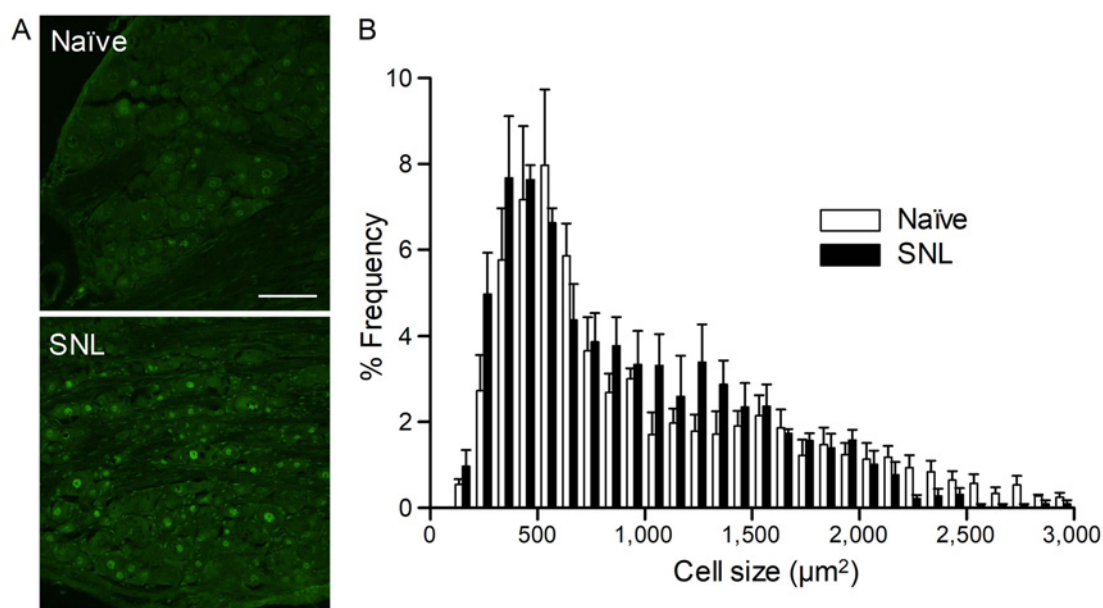 A
Naïve
SNL
B
10
8
6
4
2
0
% Frequency
Naïve
SNL
0 500 1,000 1,500 2,000 2,500 3,000
Cell size (µm²)